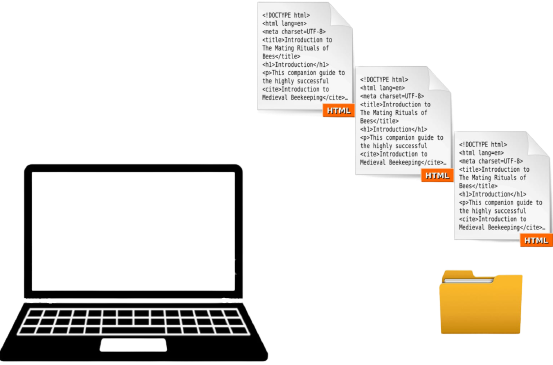 <!DOCTYPE html>
<html lang=en>
<meta charset=UTF-8>
<title>Introduction to
The Mating Rituals of
Bees</title>
<h1>Introduction</h1>
<p>This companion guide to
the highly successful
<cite>Introduction to
Medieval Beekeeping</cite>…
HTML
<!DOCTYPE html>
<html lang=en>
<meta charset=UTF-8>
<title>Introduction to
The Mating Rituals of
Bees</title>
<h1>Introduction</h1>
<p>This companion guide to
the highly successful
<cite>Introduction to
Medieval Beekeeping</cite>…
HTML
<!DOCTYPE html>
<html lang=en>
<meta charset=UTF-8>
<title>Introduction to
The Mating Rituals of
Bees</title>
<h1>Introduction</h1>
<p>This companion guide to
the highly successful
<cite>Introduction to
Medieval Beekeeping</cite>…
HTML